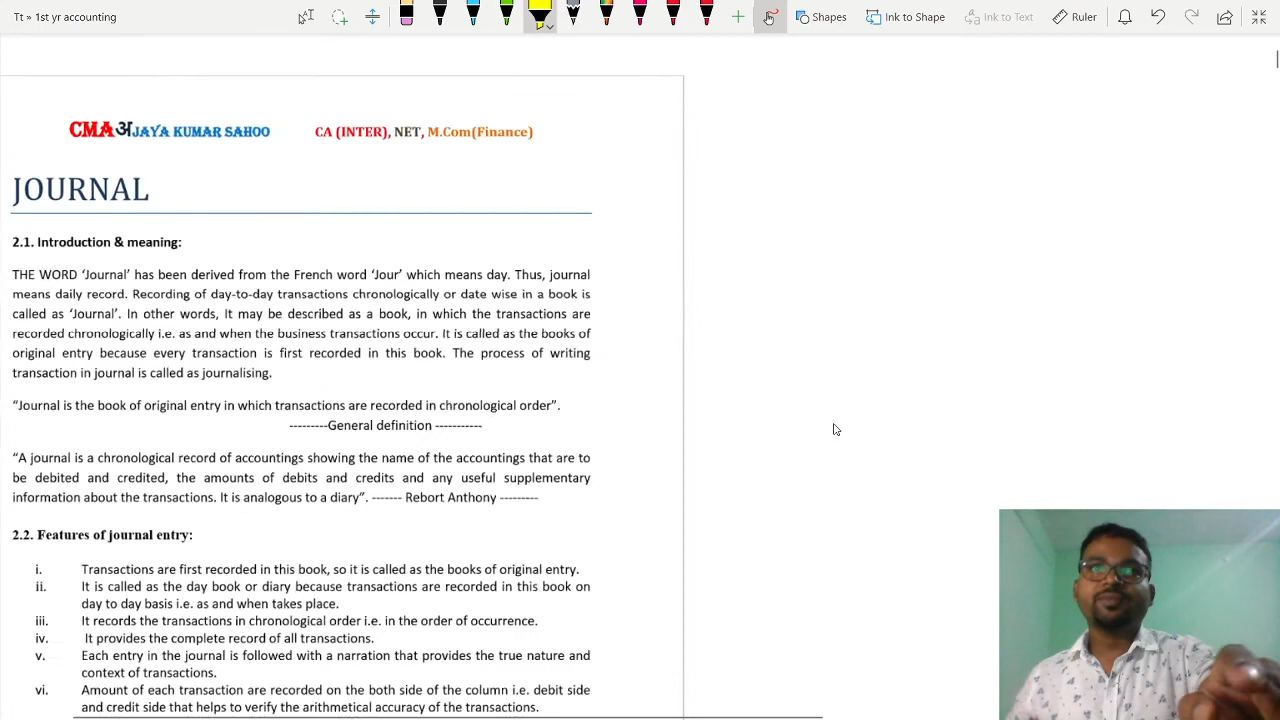 Tt » 1st yr accounting
Shapes
Ink to Shape
Ink to Text
Ruler
CMAअJAYA KUMAR SAHOO CA (INTER), NET, M.Com(Finance)
JOURNAL
2.1. Introduction & meaning:
THE WORD ‘Journal’ has been derived from the French word ‘Jour’ which means day. Thus, journal
means daily record. Recording of day-to-day transactions chronologically or date wise in a book is
called as ‘Journal’. In other words, It may be described as a book, in which the transactions are
recorded chronologically i.e. as and when the business transactions occur. It is called as the books of
original entry because every transaction is first recorded in this book. The process of writing
transaction in journal is called as journalising.
“Journal is the book of original entry in which transactions are recorded in chronological order”.
---------General definition -----------
“A journal is a chronological record of accountings showing the name of the accountings that are to
be debited and credited, the amounts of debits and credits and any useful supplementary
information about the transactions. It is analogous to a diary”. ------- Rebort Anthony ---------
2.2. Features of journal entry:
i. Transactions are first recorded in this book, so it is called as the books of original entry.
ii. It is called as the day book or diary because transactions are recorded in this book on
day to day basis i.e. as and when takes place.
iii. It records the transactions in chronological order i.e. in the order of occurrence.
iv. It provides the complete record of all transactions.
v. Each entry in the journal is followed with a narration that provides the true nature and
context of transactions.
vi. Amount of each transaction are recorded on the both side of the column i.e. debit side
and credit side that helps to verify the arithmetical accuracy of the transactions.